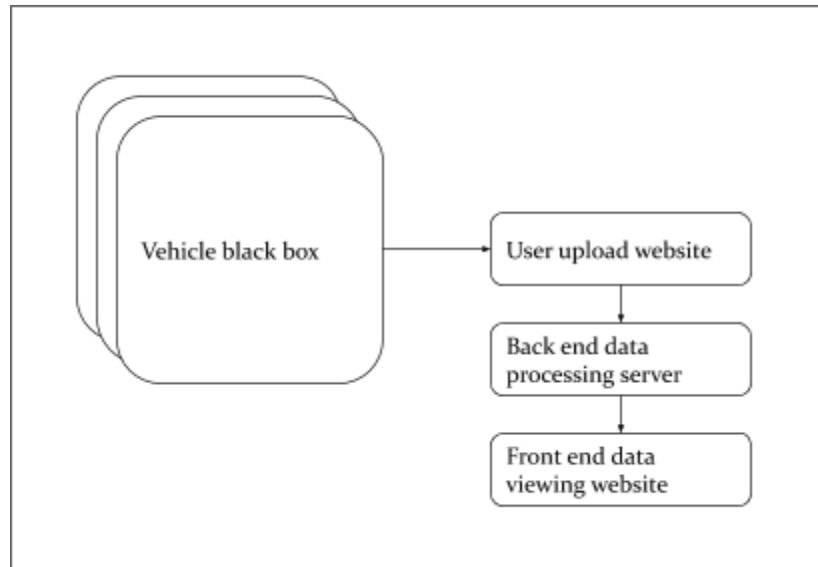 Vehicle black box
User upload website
Back end data
processing server
Front end data
viewing website